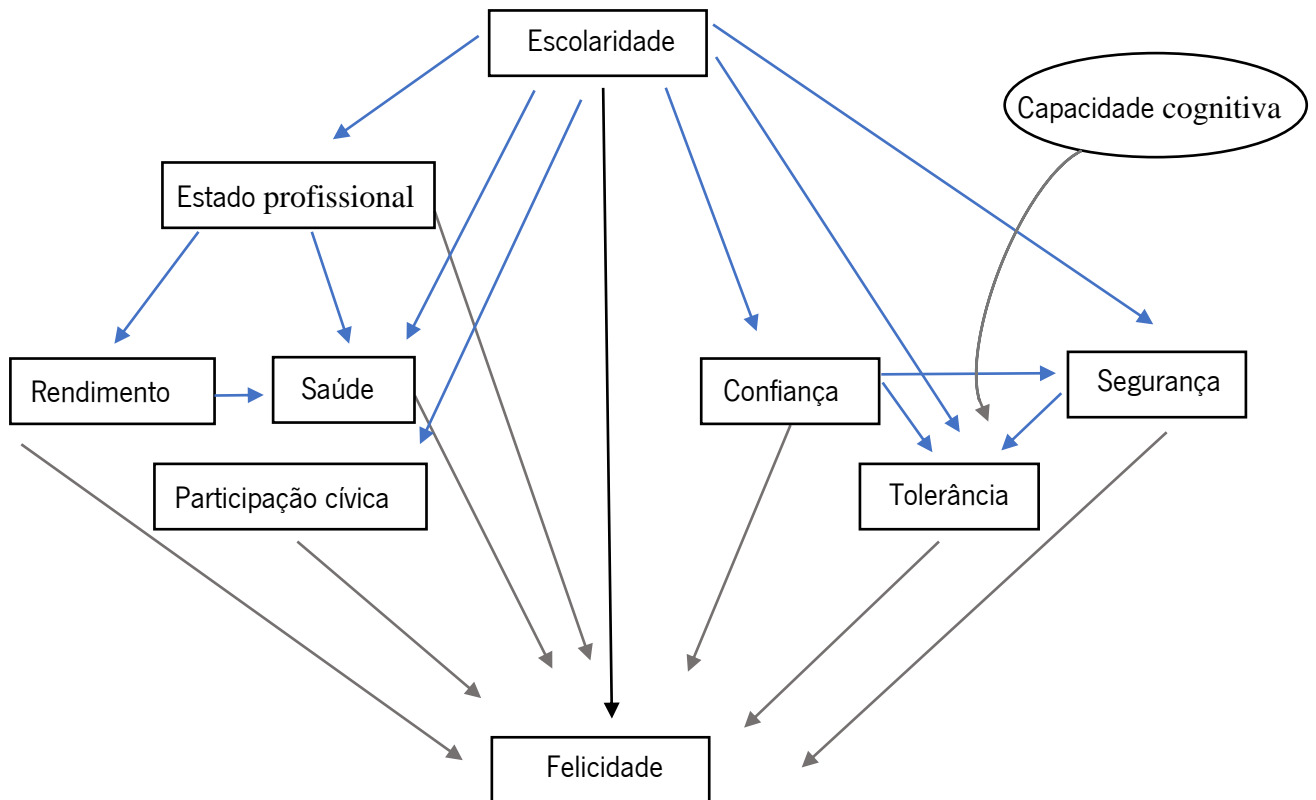 Escolaridade
Capacidade cognitiva
Estado profissional
Rendimento
Saúde
Confiança
Segurança
Participação cívica
Tolerância
Felicidade